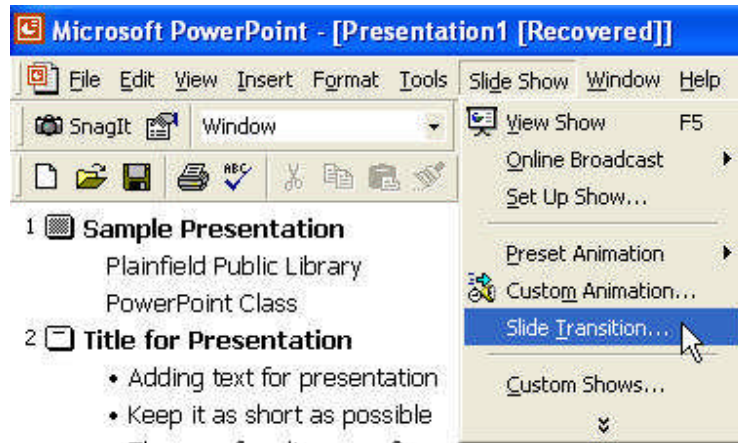 Microsoft PowerPoint - [Presentation1 [Recovered]]
File Edit View Insert Format Tools Slide Show Window Help
SnagIt Window
View Show F5
Online Broadcast
Set Up Show...
Preset Animation
Custom Animation...
Slide Transition...
Custom Shows...
ABC
1 Sample Presentation
Plainfield Public Library
PowerPoint Class
2 Title for Presentation
• Adding text for presentation
• Keep it as short as possible